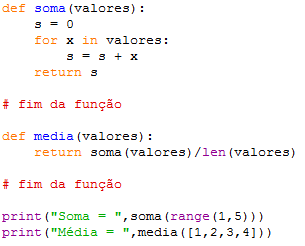 def soma(valores):
    s = 0
    for x in valores:
        s = s + x
    return s
# fim da função
def media(valores):
    return soma(valores)/len(valores)
# fim da função
print("Soma = ",soma(range(1,5)))
print("Média = ",media([1,2,3,4]))